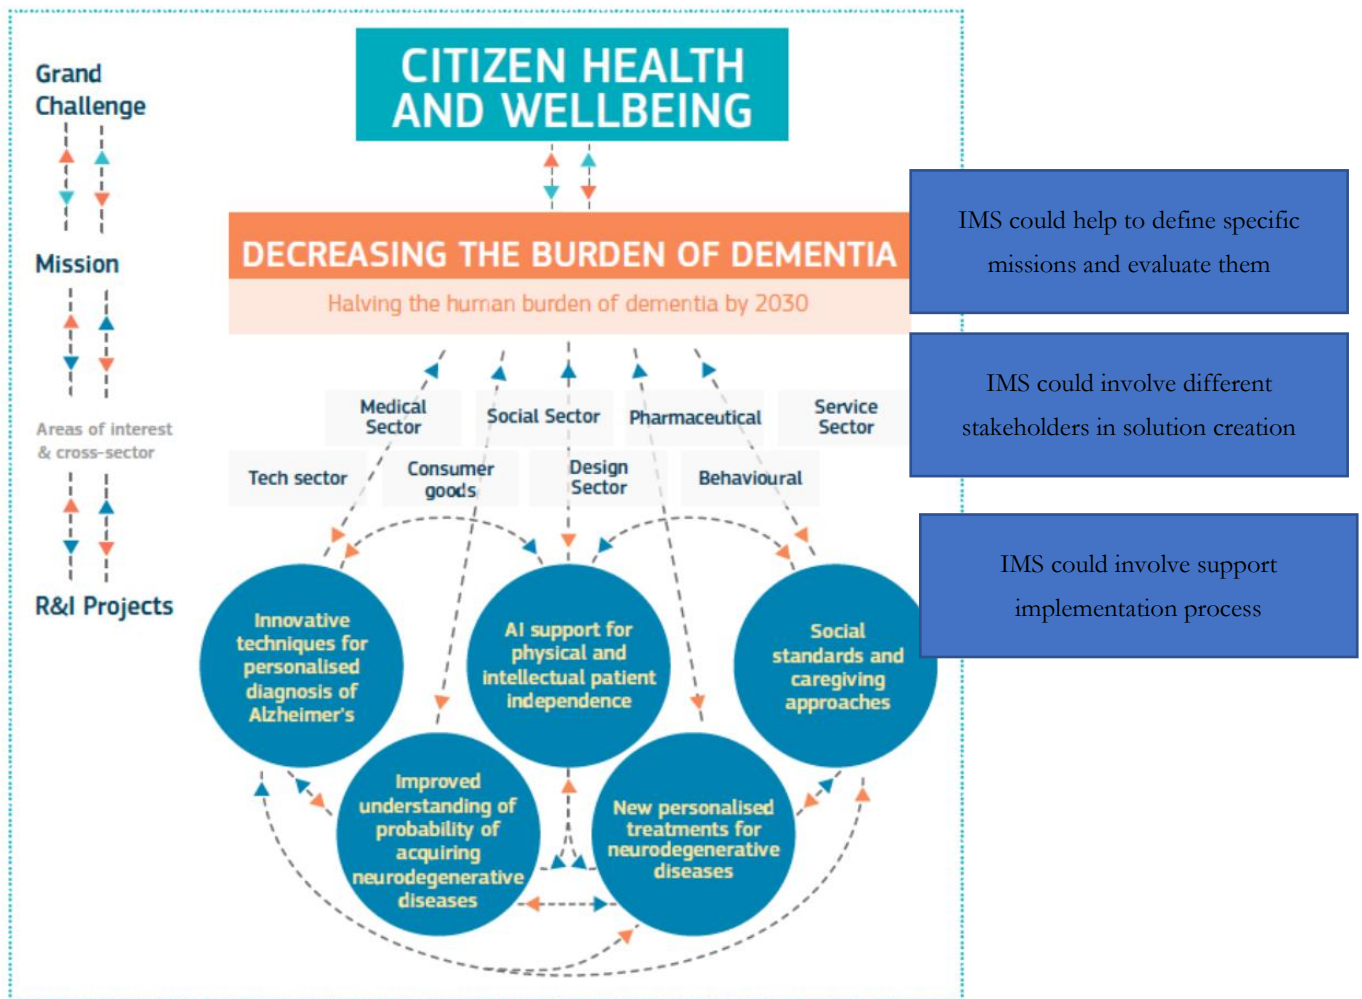 Grand
Challenge
CITIZEN HEALTH
AND WELLBEING
Mission
DECREASING THE BURDEN OF DEMENTIA
Halving the human burden of dementia by 2030
IMS could help to define specific
missions and evaluate them
Areas of interest
& cross-sector
Medical
Sector
Social Sector
Pharmaceutical
Service
Sector
Tech sector
Consumer
goods
Design
Sector
Behavioural
IMS could involve different
stakeholders in solution creation
R&I Projects
Innovative
techniques for
personalised
diagnosis of
Alzheimer's
AI support for
physical and
intellectual patient
independence
Social
standards and
caregiving
approaches
IMS could involve support
implementation process
Improved
understanding of
probability of
acquiring
neurodegenerative
diseases
New personalised
treatments for
neurodegenerative
diseases